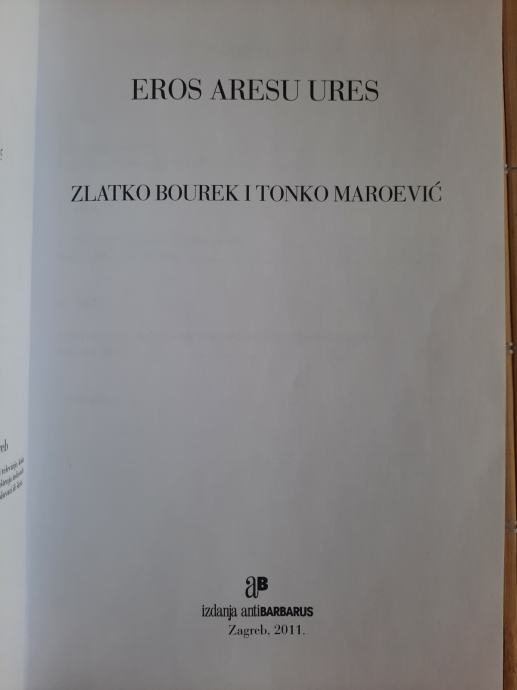 EROS ARESU URES
ZLATKO BOUREK I TONKO MAROEVIĆ
aB
izdanja antiBARBARUS
Zagreb, 2011.